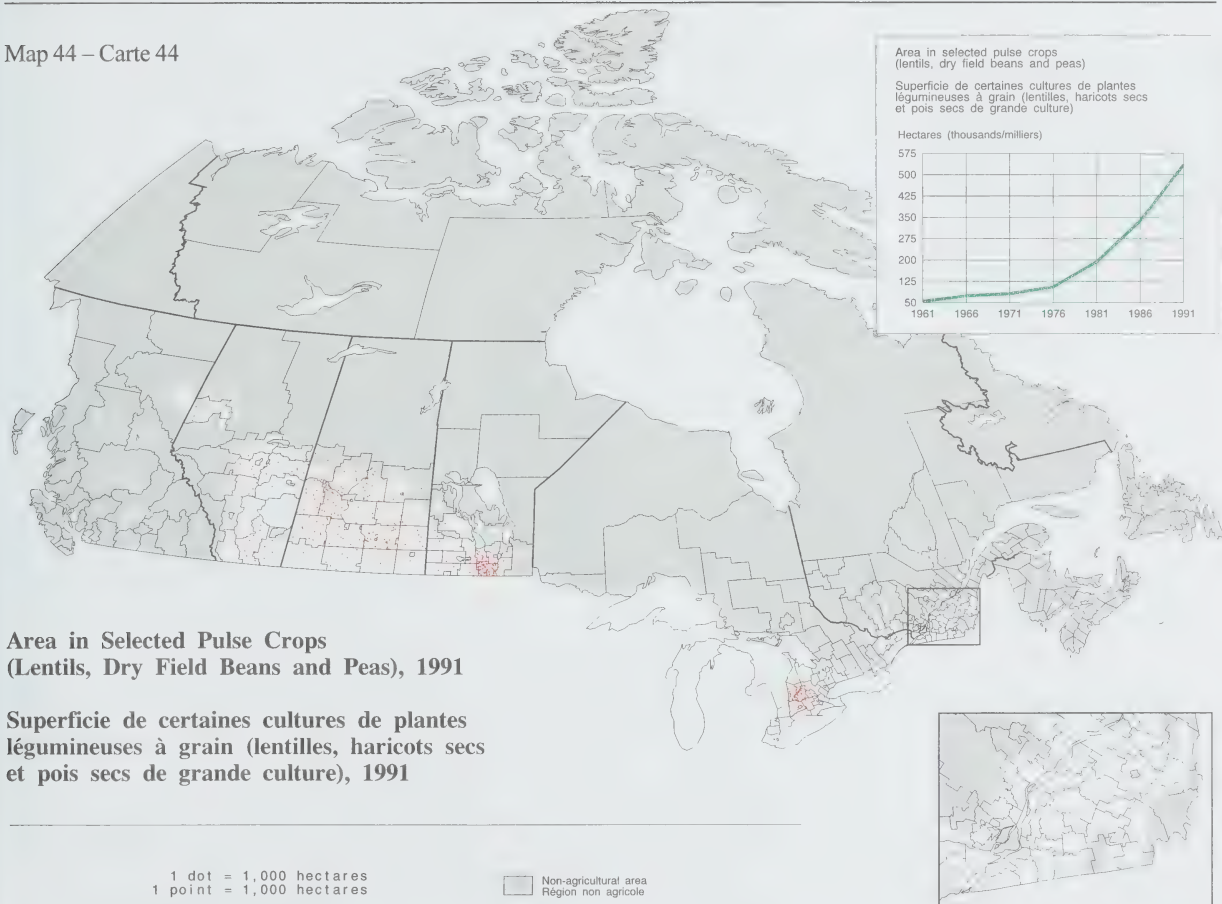 Map 44 – Carte 44
Area in selected pulse crops
(lentils, dry field beans and peas)
Superficie de certaines cultures de plantes
légumineuses à grain (lentilles, haricots secs
et pois secs de grande culture)
Hectares (thousands/milliers)
575
500
425
350
275
200
125
50
1961 1966 1971 1976 1981 1986 1991
Area in Selected Pulse Crops
(Lentils, Dry Field Beans and Peas), 1991
Superficie de certaines cultures de plantes
légumineuses à grain (lentilles, haricots secs
et pois secs de grande culture), 1991
1 dot = 1,000 hectares
1 point = 1,000 hectares
Non-agricultural area
Région non agricole